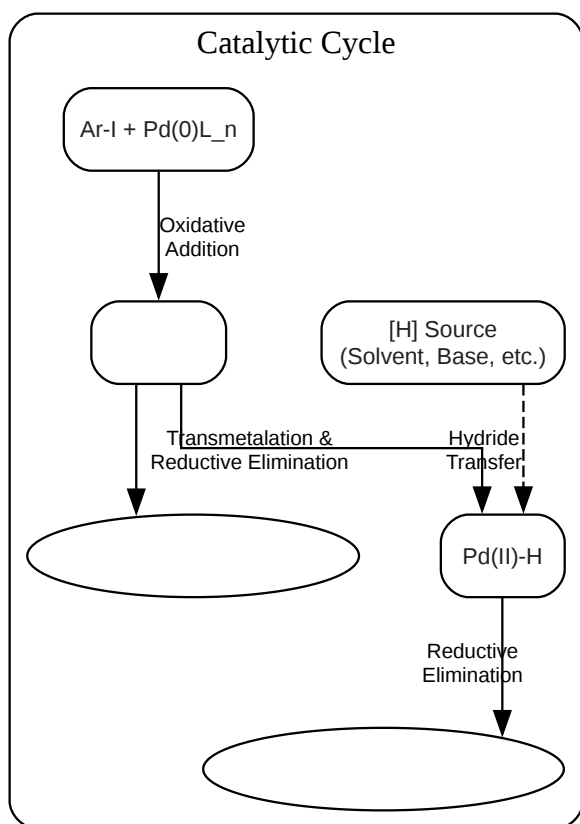 Catalytic Cycle
Ar-I + Pd(0)L_n
Oxidative
Addition
[H] Source
(Solvent, Base, etc.)
Transmetalation &
Reductive Elimination
Hydride
Transfer
Pd(II)-H
Reductive
Elimination